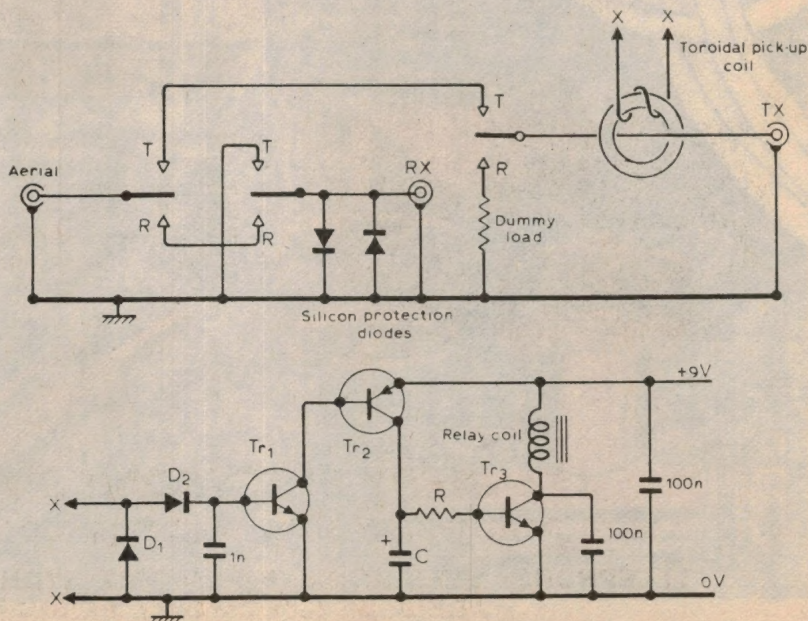 X X
Toroidal pick-up
coil
TX
T
T T
Aerial
RX
R
R R
Dummy
load
Silicon protection
diodes
+9V
Relay coil
Tr1 Tr2
D2 Tr3
100n
X
R
D1 1n + C 100n
X 0V